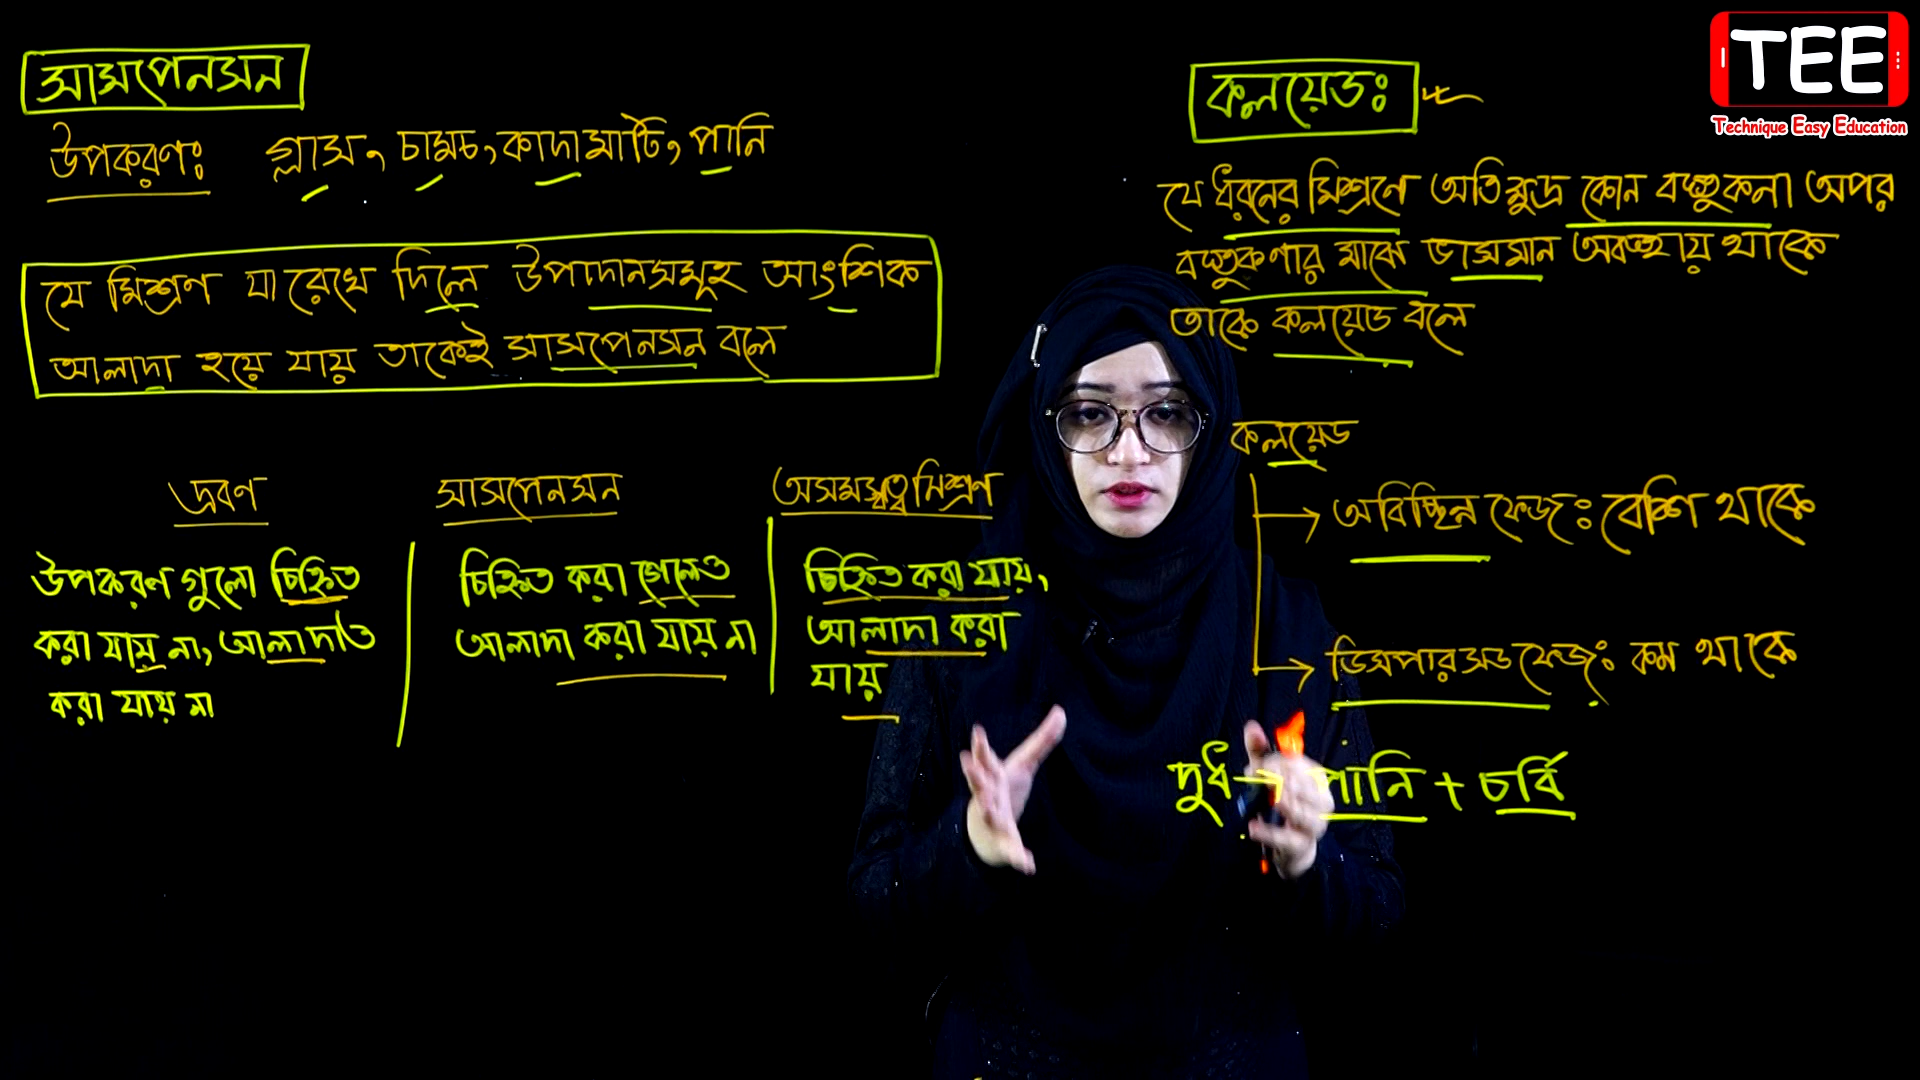 সাসপেনসন
উপকরণঃ গ্লাস, চামচ, কাদামাটি, পানি
যে মিশ্রণ যা রেখে দিলে উপাদানসমূহ আংশিক
আলাদা হয়ে যায় তাকেই সাসপেনসন বলে
দ্রবণ
উপকরণ গুলো চিহ্নিত
করা যায় না, আলাদাও
করা যায় না
সাসপেনসন
চিহ্নিত করা গেলেও
আলাদা করা যায় না
অসমসত্ত্ব মিশ্রণ
চিহ্নিত করা যায়,
আলাদা করা
যায়
কলয়েডঃ
যে ধরনের মিশ্রণে অতিক্ষুদ্র কোন বস্তুকনা অপর
বস্তুকণার মাঝে ভাসমান অবস্থায় থাকে
তাকে কলয়েড বলে
কলয়েড
অবিচ্ছিন্ন ফেজঃ বেশি থাকে
ডিসপারসড ফেজঃ কম থাকে
দুধ → পানি + চর্বি
TEE
Technique Easy Education